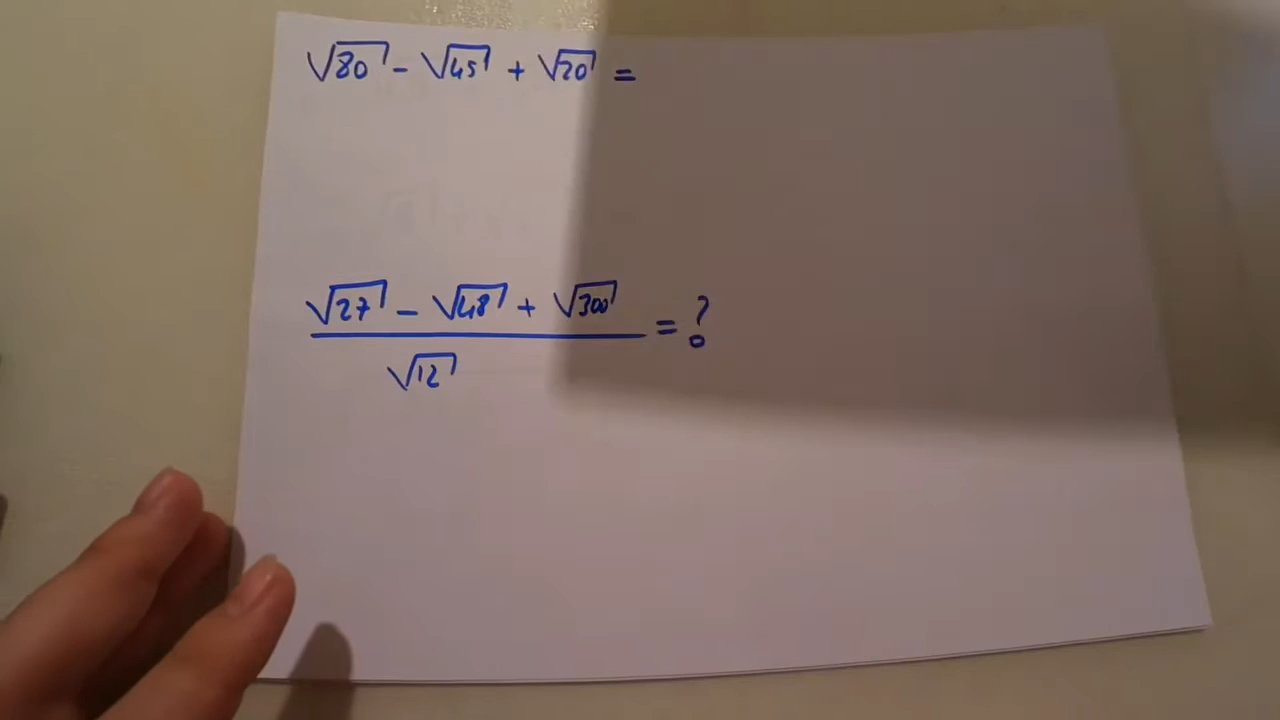 √80 - √45 + √20 =
√27 - √48 + √300 = ?
√12